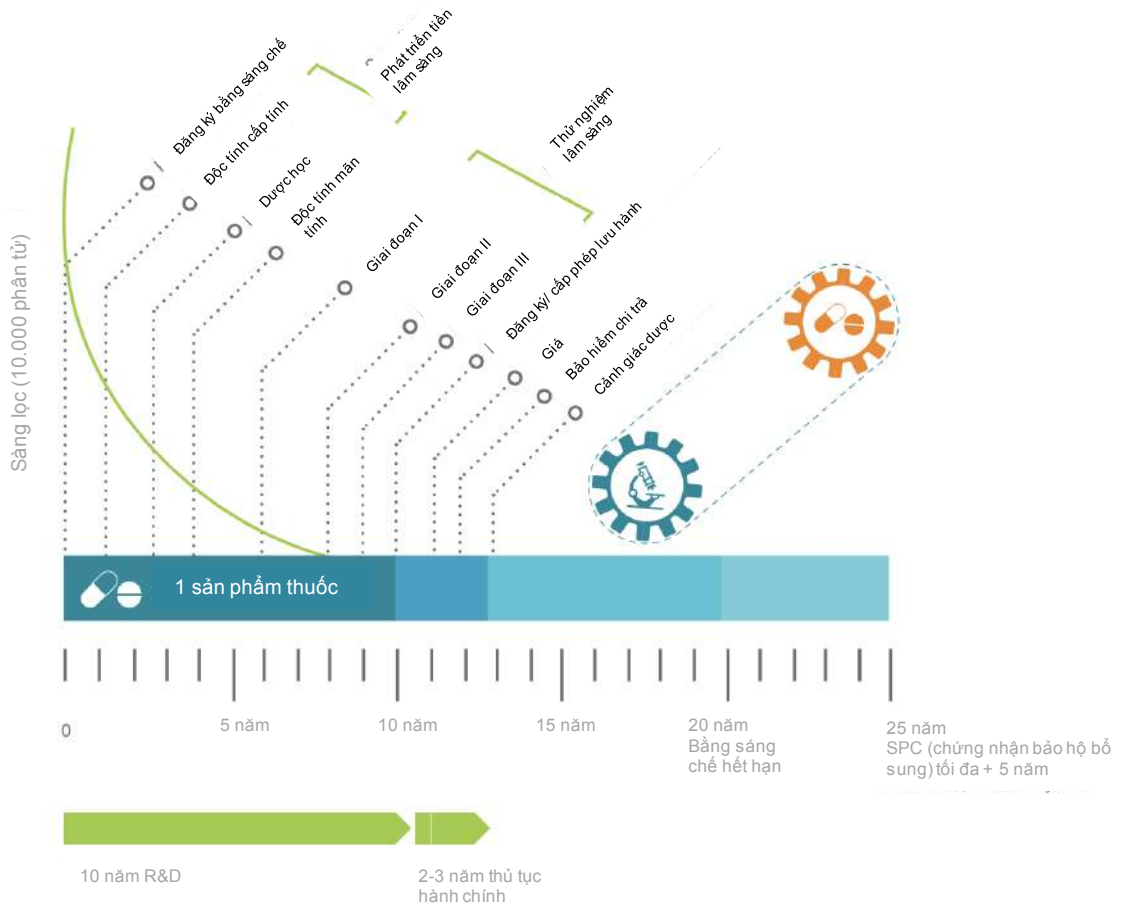 Phát triển tiền
lâm sàng
Đăng ký bằng sáng chế
Độc tính cấp tính
Dược học
Độc tính mãn
tính
Thử nghiệm
lâm sàng
Giai đoạn I
Giai đoạn II
Giai đoạn III
Đăng ký/ cấp phép lưu hành
Giá
Bảo hiểm chi trả
Cảnh giác dược
Sàng lọc (10.000 phân tử)
1 sản phẩm thuốc
0
5 năm
10 năm
15 năm
20 năm
Bằng sáng
chế hết hạn
25 năm
SPC (chứng nhận bảo hộ bổ
sung) tối đa + 5 năm
10 năm R&D
2-3 năm thủ tục
hành chính